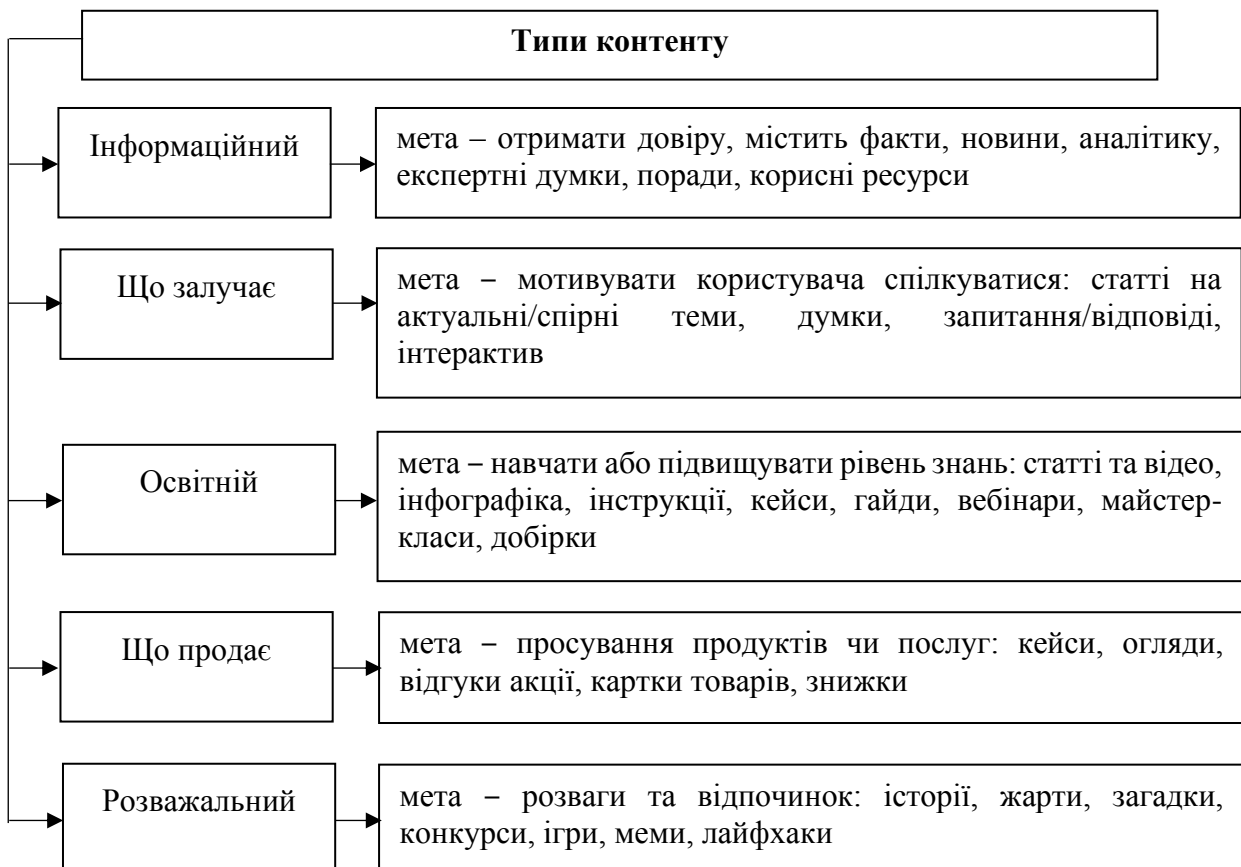 Типи контенту
Інформаційний
мета – отримати довіру, містить факти, новини, аналітику,
експертні думки, поради, корисні ресурси
Що залучає
мета – мотивувати користувача спілкуватися: статті на
актуальні/спірні теми, думки, запитання/відповіді,
інтерактив
Освітній
мета – навчати або підвищувати рівень знань: статті та відео,
інфографіка, інструкції, кейси, гайди, вебінари, майстер-
класи, добірки
Що продає
мета – просування продуктів чи послуг: кейси, огляди,
відгуки акції, картки товарів, знижки
Розважальний
мета – розваги та відпочинок: історії, жарти, загадки,
конкурси, ігри, меми, лайфхаки